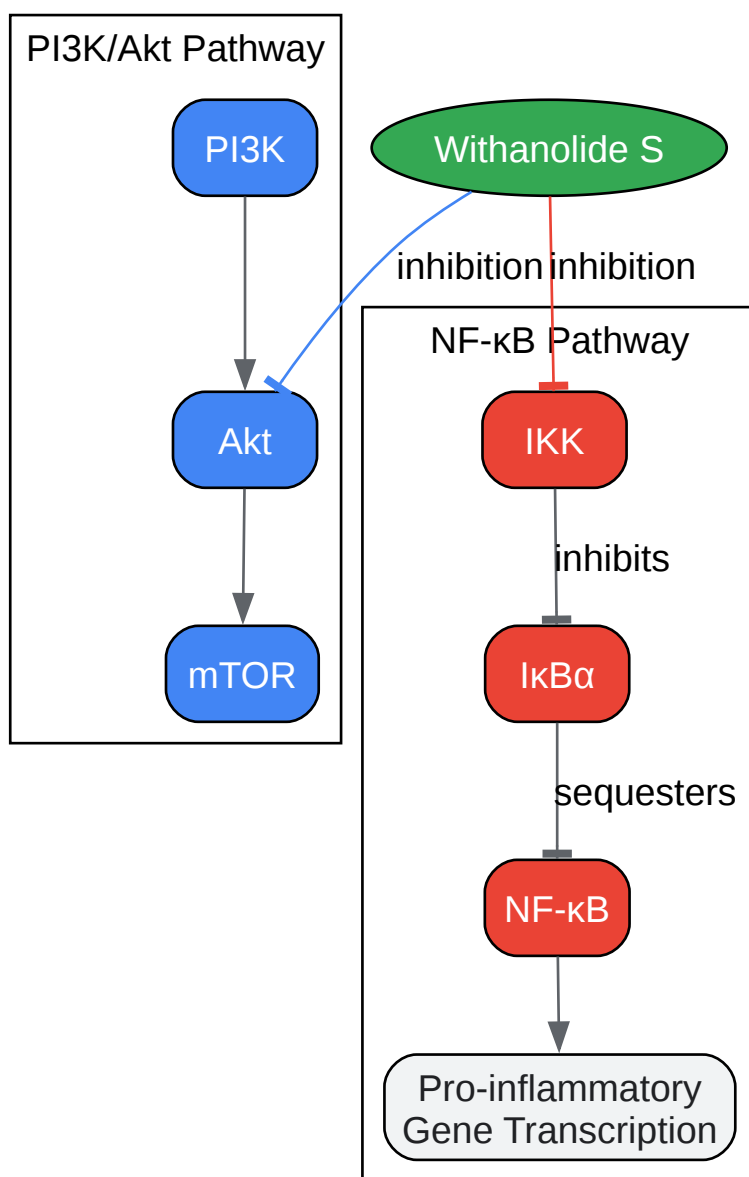 PI3K/Akt Pathway
PI3K
Withanolide S
inhibition
inhibition
NF-κB Pathway
Akt
IKK
inhibits
mTOR
IκBα
sequesters
NF-κB
Pro-inflammatory
Gene Transcription